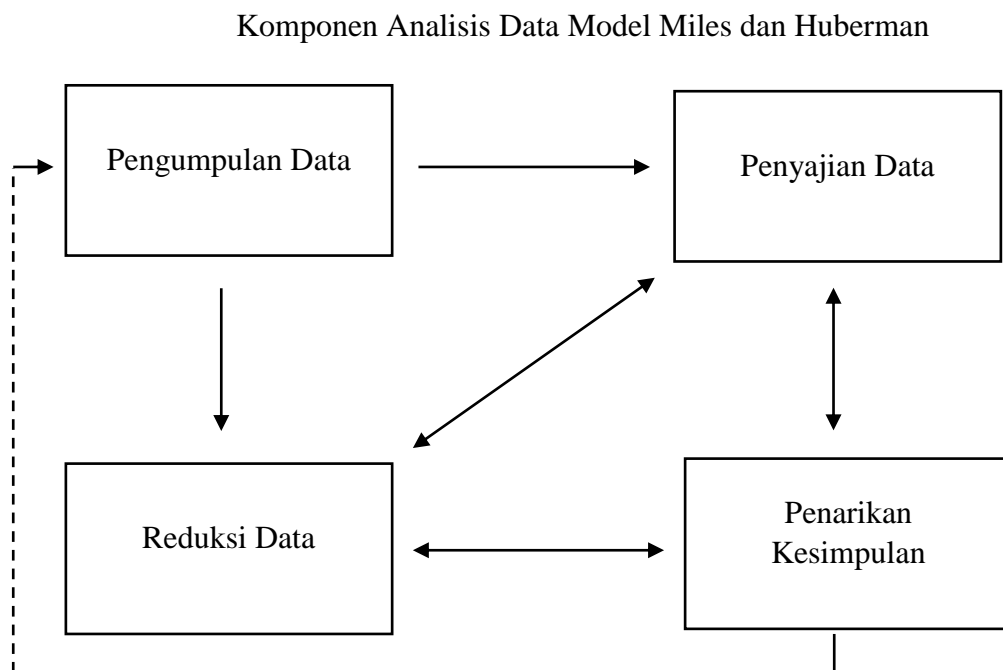 Komponen Analisis Data Model Miles dan Huberman
Pengumpulan Data
Penyajian Data
Reduksi Data
Penarikan
Kesimpulan